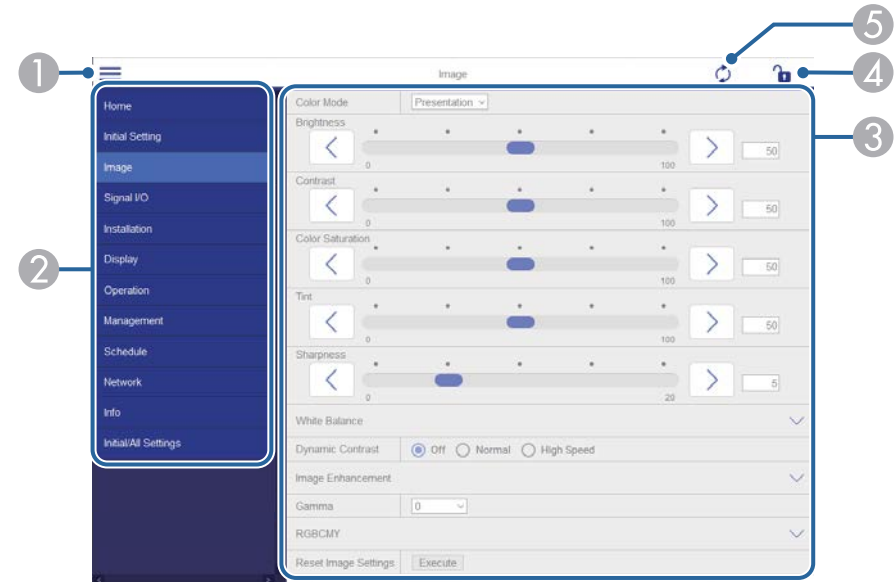 5
1
Image
4
Home
Color Mode
Presentation
3
Brightness
Initial Setting
50
0
100
Image
Contrast
Signal I/O
50
0
100
Installation
Color Saturation
2
Display
50
0
100
Operation
Tint
Management
50
0
100
Schedule
Sharpness
Network
5
0
20
Info
White Balance
Initial/All Settings
Dynamic Contrast Off Normal High Speed
Image Enhancement
Gamma 0
RGBCMY
Reset Image Settings Execute